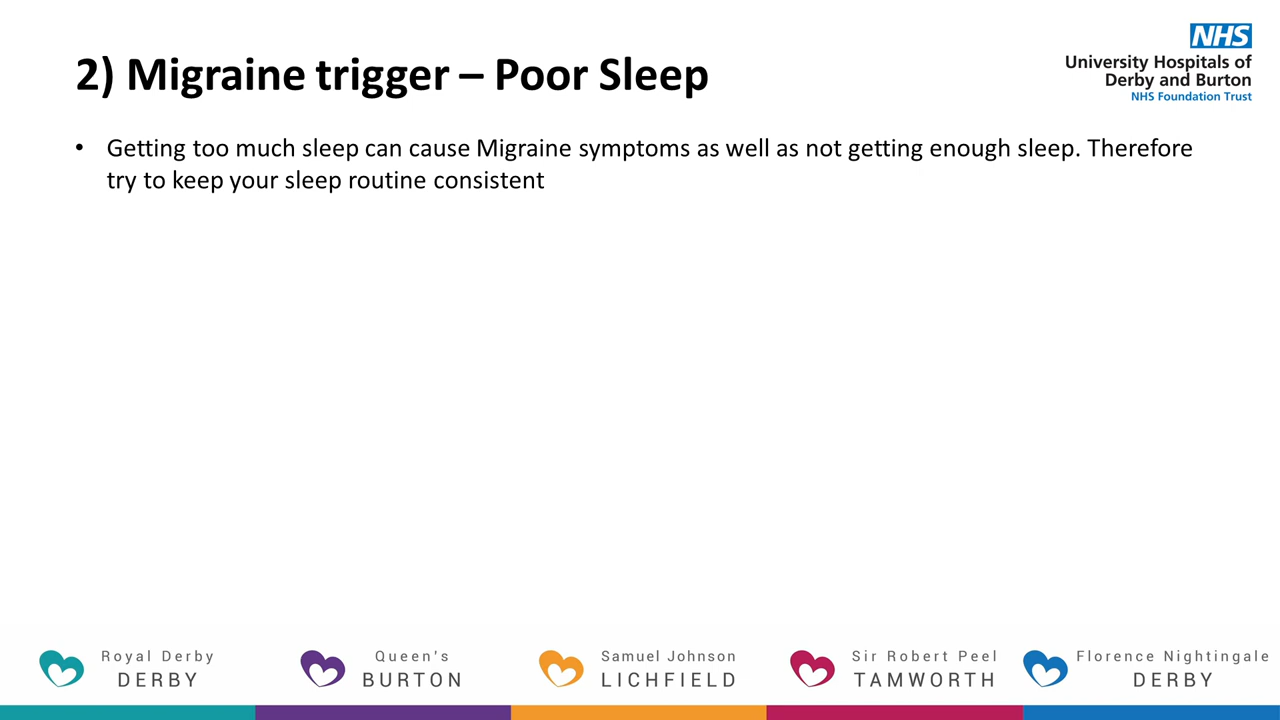 2) Migraine trigger – Poor Sleep
NHS
University Hospitals of
Derby and Burton
NHS Foundation Trust
• Getting too much sleep can cause Migraine symptoms as well as not getting enough sleep. Therefore
try to keep your sleep routine consistent
Royal Derby
DERBY
Queen's
BURTON
Samuel Johnson
LICHFIELD
Sir Robert Peel
TAMWORTH
Florence Nightingale
DERBY